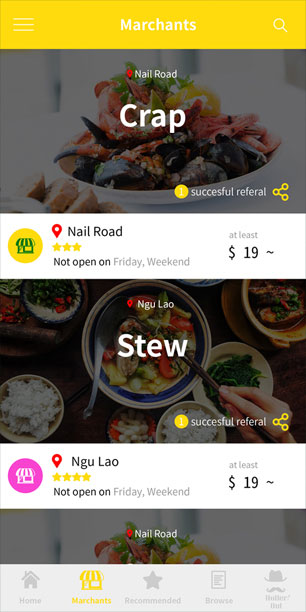 Marchants
Nail Road
Crap
1 succesful referal
Nail Road
at least
$ 19 ~
Not open on Friday, Weekend
Ngu Lao
Stew
1 succesful referal
Ngu Lao
at least
$ 19 ~
Not open on Friday, Weekend
Nail Road
Home
Marchants
Recommended
Browse